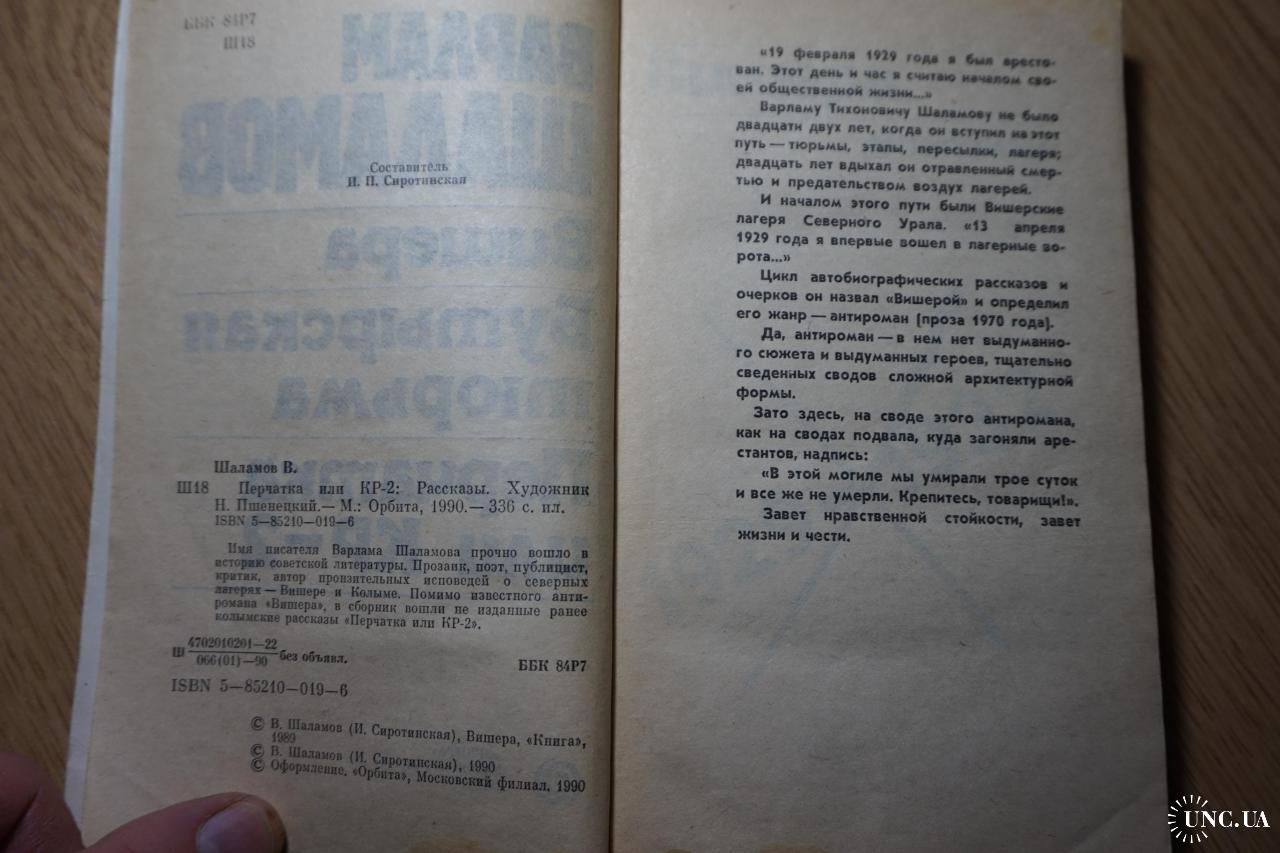 ББК 84Р7
Ш18
Составитель
И. П. Сиротинская
Шаламов В.
Ш18 Перчатка или КР-2: Рассказы. Художник
Н. Пшенецкий.— М.: Орбита, 1990.— 336 с. ил.
ISBN 5—85210—019—6
Имя писателя Варлама Шаламова прочно вошло в
историю советской литературы. Прозаик, поэт, публицист,
критик, автор пронзительных исповедей о северных
лагерях — Вишере и Колыме. Помимо известного анти-
романа «Вишера», в сборник вошли не изданные ранее
колымские рассказы «Перчатка или КР-2».
Ш 4702010201—22
066(01)—90 без объявл.
ББК 84Р7
ISBN 5—85210—019—6
© В. Шаламов (И. Сиротинская), Вишера, «Книга»,
1989
© В. Шаламов (И. Сиротинская), 1990
© Оформление. «Орбита», Московский филиал, 1990
«19 февраля 1929 года я был аресто-
ван. Этот день и час я считаю началом сво-
ей общественной жизни...»
Варламу Тихоновичу Шаламову не было
двадцати двух лет, когда он вступил на этот
путь — тюрьмы, этапы, пересылки, лагеря;
двадцать лет вдыхал он отравленный смер-
тью и предательством воздух лагерей.
И началом этого пути были Вишерские
лагеря Северного Урала. «13 апреля
1929 года я впервые вошел в лагерные во-
рота...»
Цикл автобиографических рассказов и
очерков он назвал «Вишерой» и определил
его жанр — антироман (проза 1970 года).
Да, антироман — в нем нет выдуманно-
го сюжета и выдуманных героев, тщательно
сведенных сводов сложной архитектурной
формы.
Зато здесь, на своде этого антиромана,
как на сводах подвала, куда загоняли аре-
стантов, надпись:
«В этой могиле мы умирали трое суток
и все же не умерли. Крепитесь, товарищи!».
Завет нравственной стойкости, завет
жизни и чести.
UNC.UA